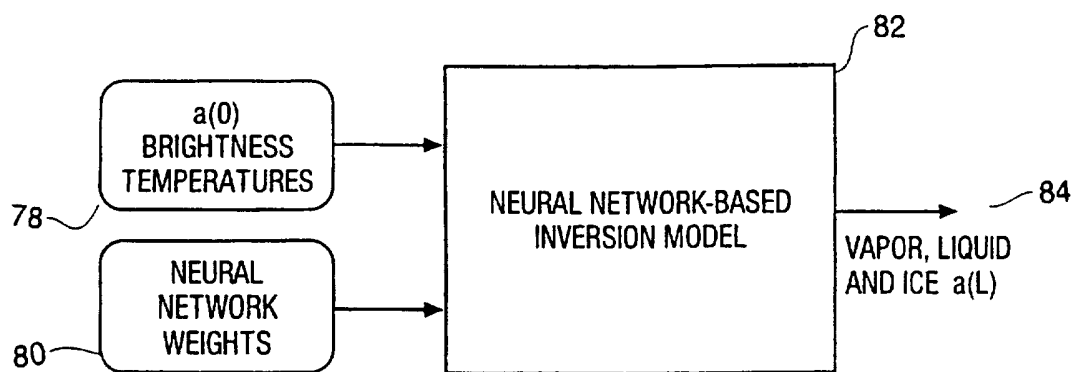 82
a(0)
BRIGHTNESS
TEMPERATURES
78
NEURAL NETWORK-BASED
INVERSION MODEL
84
VAPOR, LIQUID
AND ICE a(L)
NEURAL
NETWORK
WEIGHTS
80